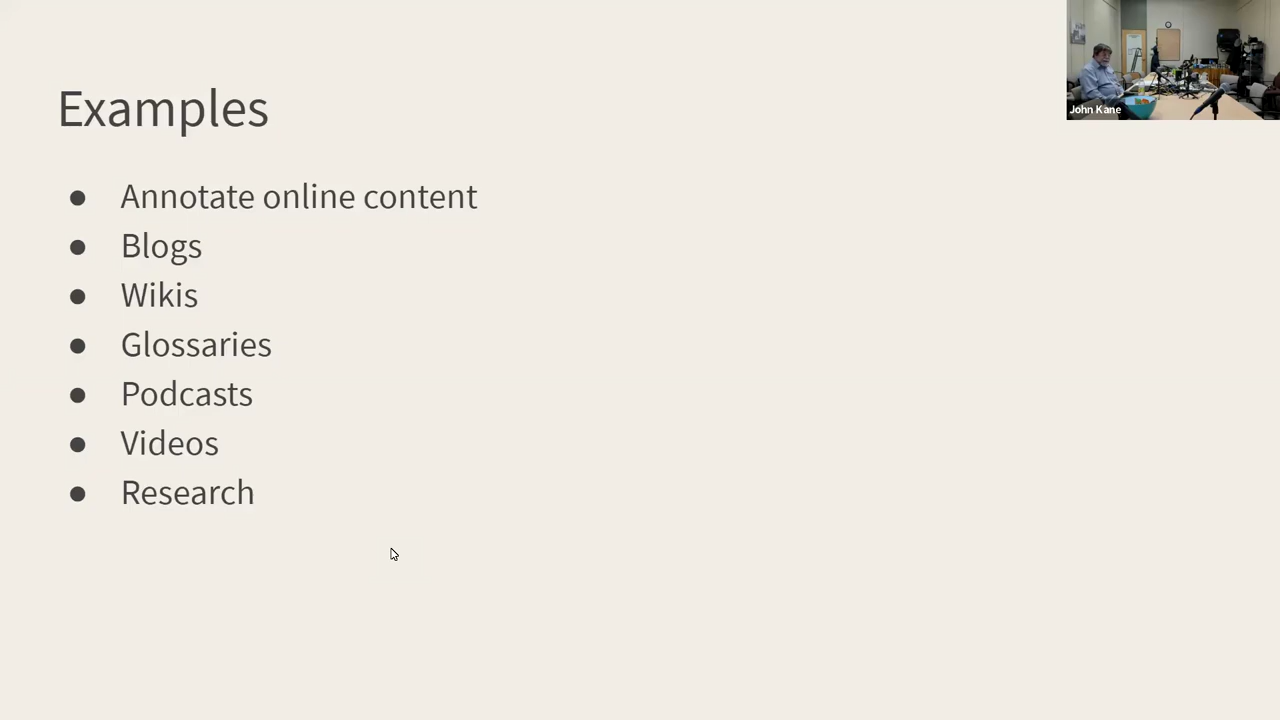 Examples
● Annotate online content
● Blogs
● Wikis
● Glossaries
● Podcasts
● Videos
● Research
John Kane